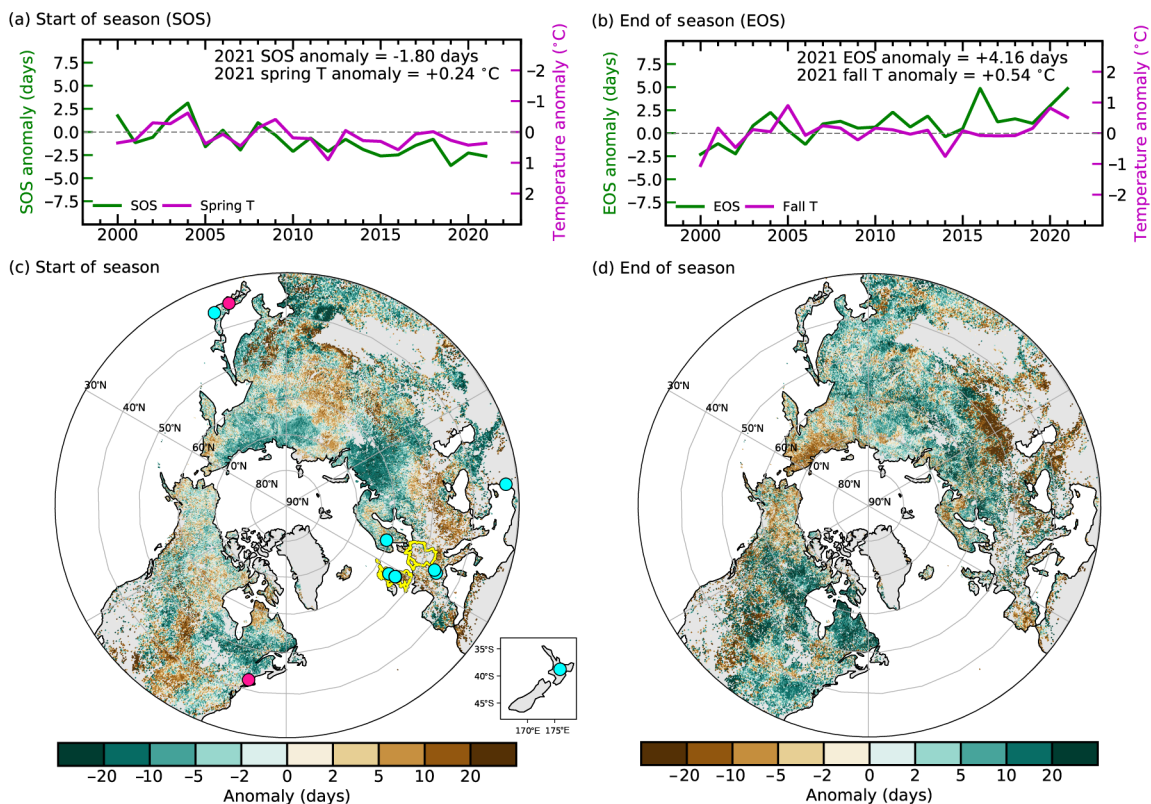 (a) Start of season (SOS)
2021 SOS anomaly = -1.80 days
2021 spring T anomaly = +0.24 °C
SOS anomaly (days)
7.5
5.0
2.5
0.0
−2.5
−5.0
−7.5
Temperature anomaly (°C)
−2
−1
0
1
2
SOS
Spring T
2000
2005
2010
2015
2020
(b) End of season (EOS)
2021 EOS anomaly = +4.16 days
2021 fall T anomaly = +0.54 °C
EOS anomaly (days)
7.5
5.0
2.5
0.0
−2.5
−5.0
−7.5
Temperature anomaly (°C)
2
1
0
−1
−2
EOS
Fall T
2000
2005
2010
2015
2020
(c) Start of season
30°N
40°N
50°N
60°N
70°N
80°N
90°N
35°S
40°S
45°S
170°E 175°E
−20 −10 −5 −2 0 2 5 10 20
Anomaly (days)
(d) End of season
30°N
40°N
50°N
60°N
70°N
80°N
90°N
−20 −10 −5 −2 0 2 5 10 20
Anomaly (days)